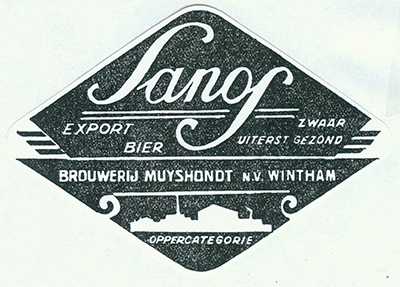 Sanos
EXPORT
BIER
ZWAAR
UITERST GEZOND
BROUWERIJ MUYSHONDT N.V. WINTHAM
OPPERCATEGORIE